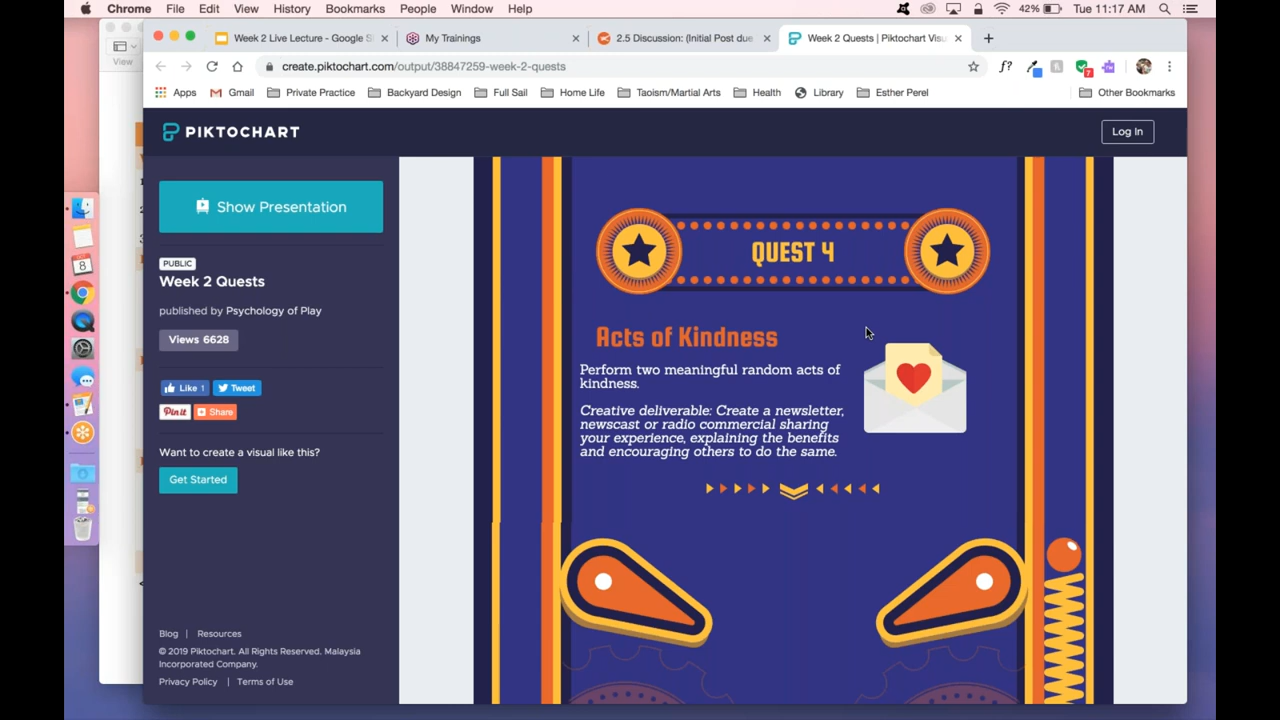 Chrome File Edit View History Bookmarks People Window Help 42% Tue 11:17 AM
View
Week 2 Live Lecture - Google S My Trainings 2.5 Discussion: (Initial Post due Week 2 Quests | Piktochart Visu
create.piktochart.com/output/38847259-week-2-quests
f? 7
Apps Gmail Private Practice Backyard Design Full Sail Home Life Taoism/Martial Arts Health Library Esther Perel Other Bookmarks
PIKTOCHART
Log In
Show Presentation
PUBLIC
Week 2 Quests
published by Psychology of Play
Views 6628
Like 1 Tweet
Pin it Share
Want to create a visual like this?
Get Started
Blog | Resources
© 2019 Piktochart. All Rights Reserved. Malaysia
Incorporated Company.
Privacy Policy | Terms of Use
QUEST 4
Acts of Kindness
Perform two meaningful random acts of
kindness.
Creative deliverable: Create a newsletter,
newscast or radio commercial sharing
your experience, explaining the benefits
and encouraging others to do the same.
OCT
8